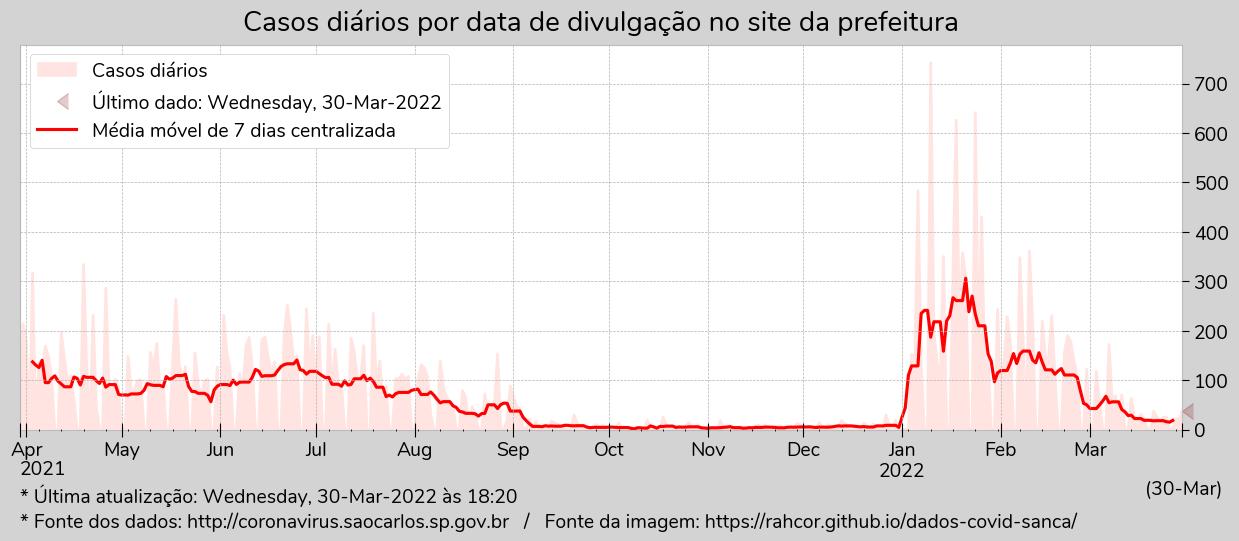 Casos diários por data de divulgação no site da prefeitura
Casos diários
Último dado: Wednesday, 30-Mar-2022
Média móvel de 7 dias centralizada
700
600
500
400
300
200
100
0
Apr May Jun Jul Aug Sep Oct Nov Dec Jan Feb Mar
2021 2022
(30-Mar)
* Última atualização: Wednesday, 30-Mar-2022 às 18:20
* Fonte dos dados: http://coronavirus.saocarlos.sp.gov.br / Fonte da imagem: https://rahcor.github.io/dados-covid-sanca/